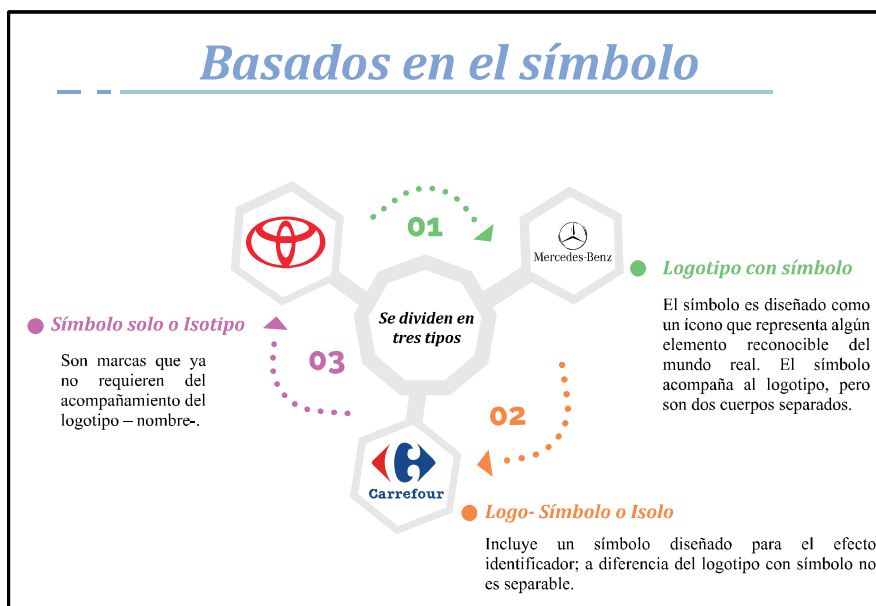 Basados en el símbolo
01
Mercedes-Benz
Logotipo con símbolo
El símbolo es diseñado como
un ícono que representa algún
elemento reconocible del
mundo real. El símbolo
acompaña al logotipo, pero
son dos cuerpos separados.
Se dividen en
tres tipos
Símbolo solo o Isotipo
Son marcas que ya
no requieren del
acompañamiento del
logotipo – nombre-.
03
02
Carrefour
Logo- Símbolo o Isolo
Incluye un símbolo diseñado para el efecto
identificador; a diferencia del logotipo con símbolo no
es separable.